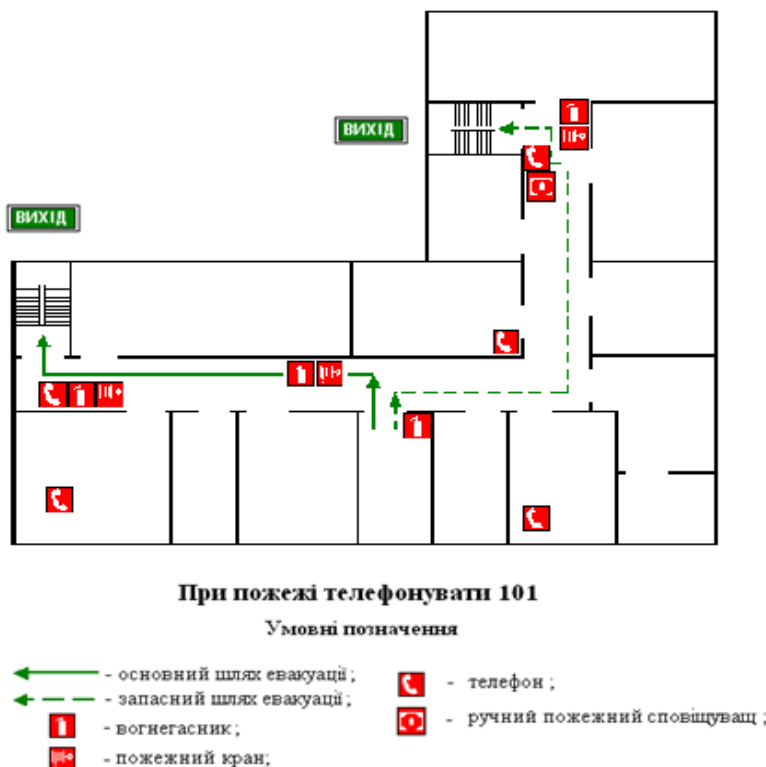 ВИХІД
ВИХІД
При пожежі телефонувати 101
Умовні позначення
- основний шлях евакуації;
- запасний шлях евакуації;
- вогнегасник;
- пожежний кран;
- телефон;
- ручний пожежний сповіщуващ;